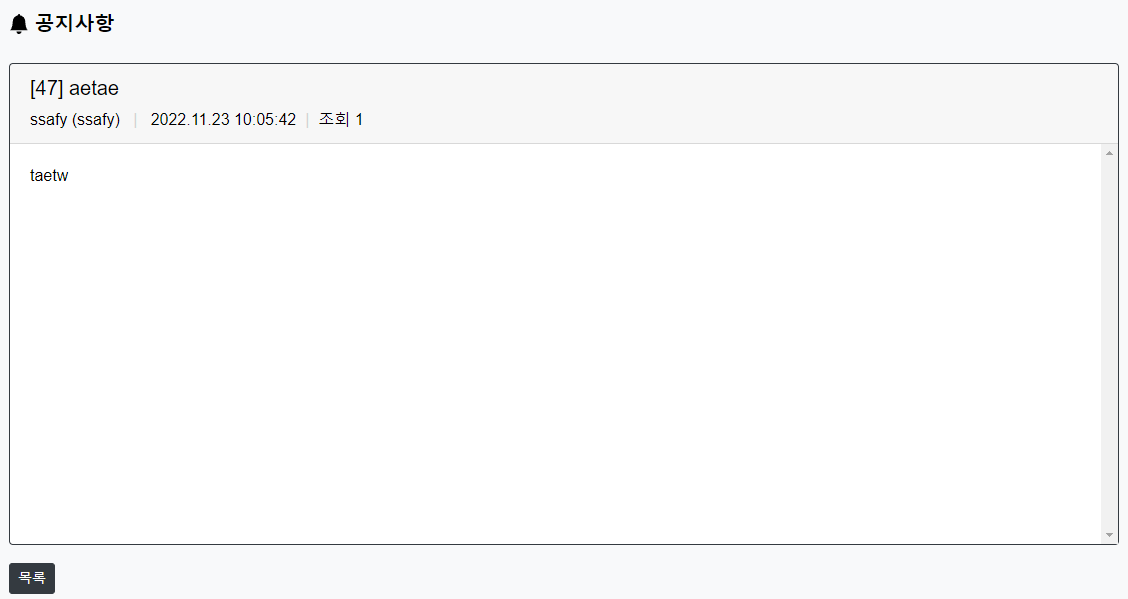 공지사항
[47] aetae
ssafy (ssafy) | 2022.11.23 10:05:42 | 조회 1
taetw
목록